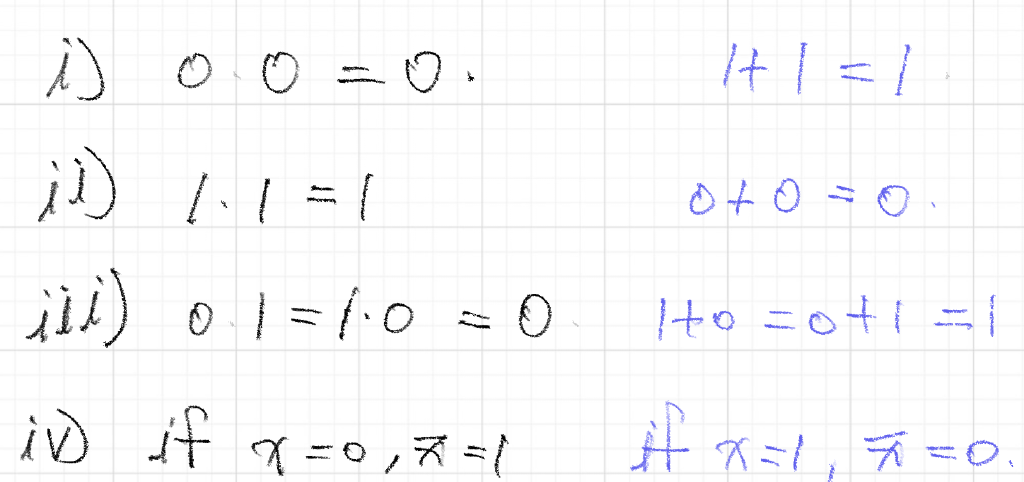 i) 0 · 0 = 0. 1 + 1 = 1
ii) 1 · 1 = 1 0 + 0 = 0.
iii) 0 · 1 = 1 · 0 = 0 1 + 0 = 0 + 1 = 1
iv) if x = 0, x̅ = 1 if x = 1, x̅ = 0.